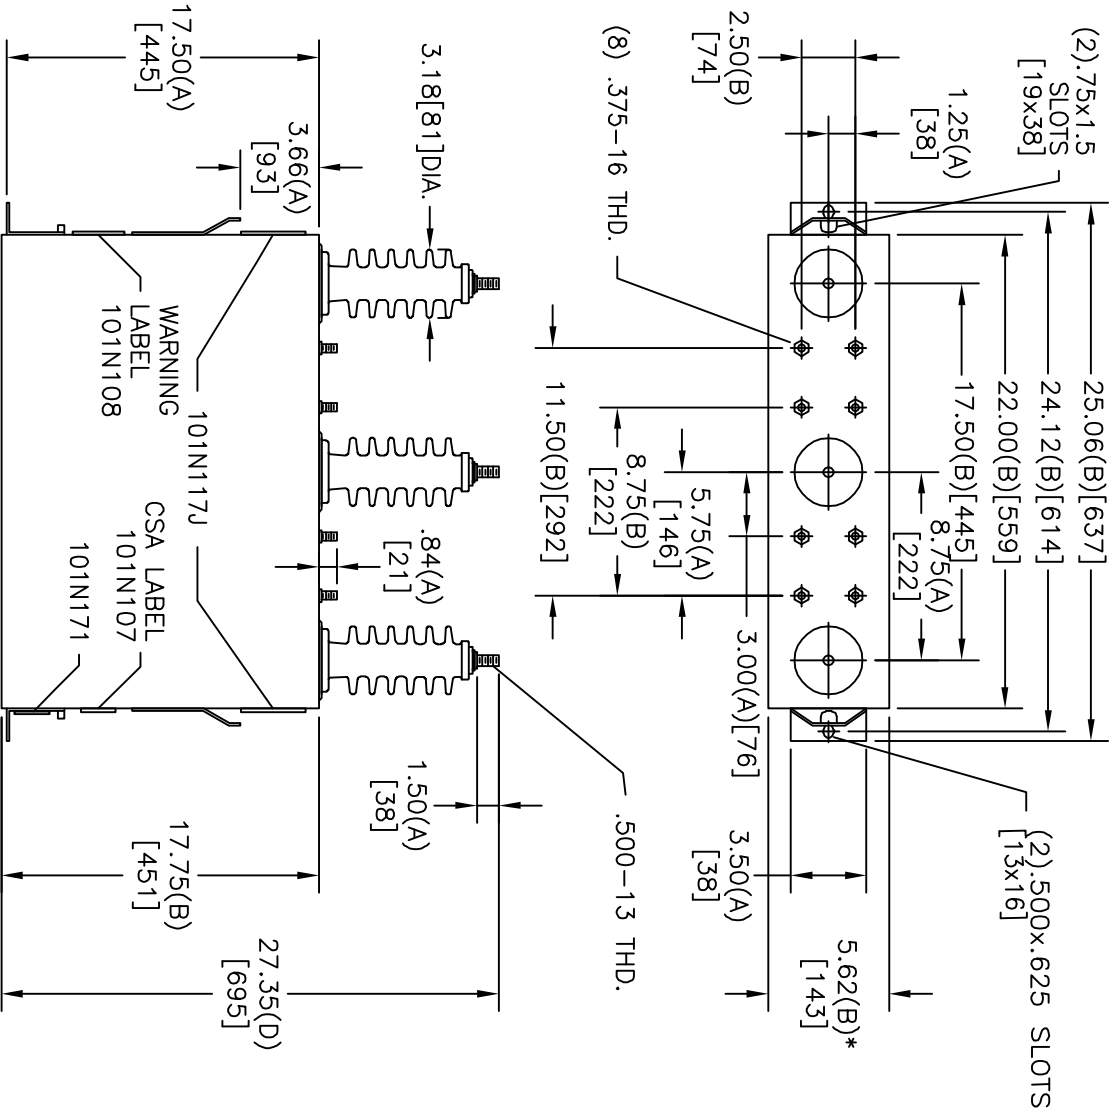 (2).75x1.5
SLOTS
[19x38]
1.25(A)
[38]
2.50(B)
[74]
(8) .375-16 THD.
25.06(B)[637]
24.12(B)[614]
22.00(B)[559]
17.50(B)[445]
8.75(A)
[222]
5.75(A)
[146]
8.75(B)
[222]
11.50(B)[292]
3.00(A)[76]
3.50(A)
[38]
5.62(B)*
[143]
(2).500x.625 SLOTS
[13x16]
17.50(A)
[445]
3.66(A)
[93]
3.18[81]DIA.
WARNING
LABEL
101N108
101N117J
CSA LABEL
101N107
101N171
.84(A)
[21]
1.50(A)
[38]
.500-13 THD.
17.75(B)
[451]
27.35(D)
[695]